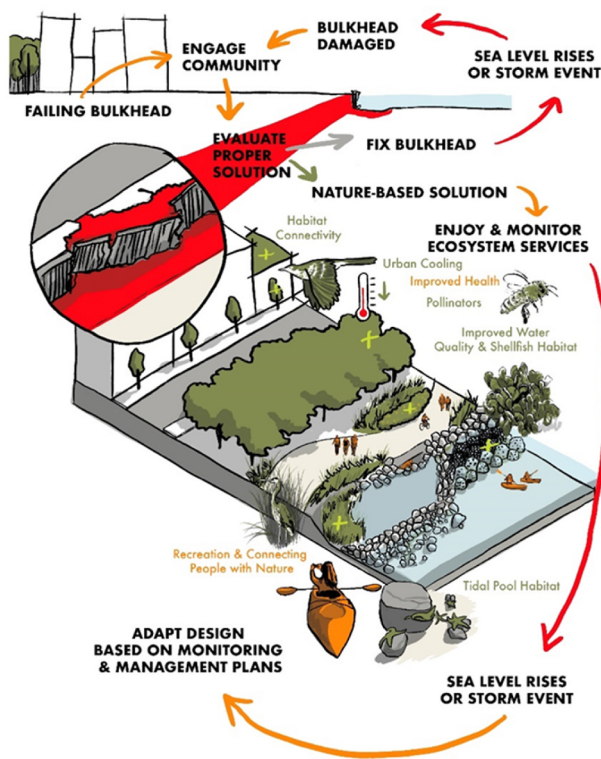 BULKHEAD
DAMAGED
ENGAGE
COMMUNITY
SEA LEVEL RISES
OR STORM EVENT
FAILING BULKHEAD
EVALUATE
PROPER
SOLUTION
FIX BULKHEAD
NATURE-BASED SOLUTION
ENJOY & MONITOR
ECOSYSTEM SERVICES
Habitat
Connectivity
Urban Cooling
Improved Health
Pollinators
Improved Water
Quality & Shellfish Habitat
Recreation & Connecting
People with Nature
Tidal Pool Habitat
ADAPT DESIGN
BASED ON MONITORING
& MANAGEMENT PLANS
SEA LEVEL RISES
OR STORM EVENT